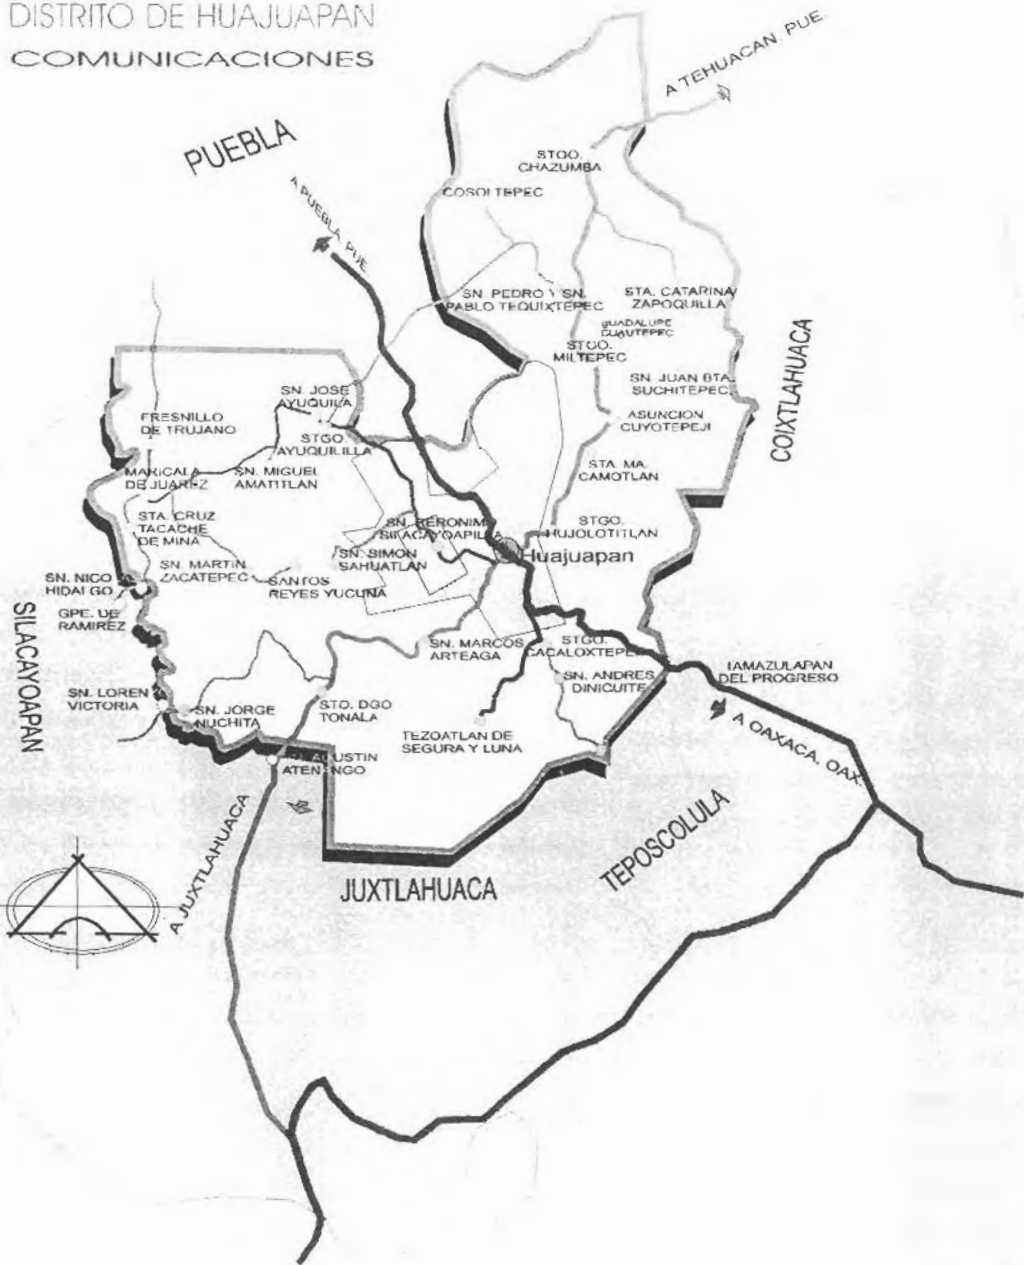 DISTRITO DE HUAJUAPAN
COMUNICACIONES
A TEHUACAN PUE.
PUEBLA
A PUEBLA PUE.
STGO.
CHAZUMBA
COSOLTEPEC
SN. PEDRO Y SN.
PABLO TEQUIXTEPEC
STA. CATARINA
ZAPOQUILLA
GUADALUPE
CUAUTEPEC
STGO.
MILTEPEC
COIXTLAHUACA
SN. JUAN BTA.
SUCHITEPEC
SN. JOSE
AYUQUILA
FRESNILLO
DE TRUJANO
ASUNCION
CUYOTEPEJI
STGO.
AYUQUILILLA
MARICALA
DE JUAREZ
SN. MIGUEL
AMATITLAN
STA. MA.
CAMOTLAN
STA. CRUZ
TACACHE
DE MINA
SN. JERONIMO
SILACAYOAPILLA
STGO.
HUJOLOTITLAN
Huajuapan
SN. SIMON
SAHUATLAN
SN. MARTIN
ZACATEPEC
SANTOS
REYES YUCUNA
SN. NICO
HIDALGO
GPE. DE
RAMIREZ
SILACAYOAPAN
SN. MARCOS
ARTEAGA
STGO.
CACALOXTEPEC
SN. ANDRES
DINICUITE
TAMAZULAPAN
DEL PROGRESO
SN. LOREN
VICTORIA
SN. JORGE
NUCHITA
STO. DGO
TONALA
TEZOATLAN DE
SEGURA Y LUNA
A OAXACA, OAX.
SN. AGUSTIN
ATENANGO
A JUXTLAHUACA
JUXTLAHUACA
TEPOSCOLULA